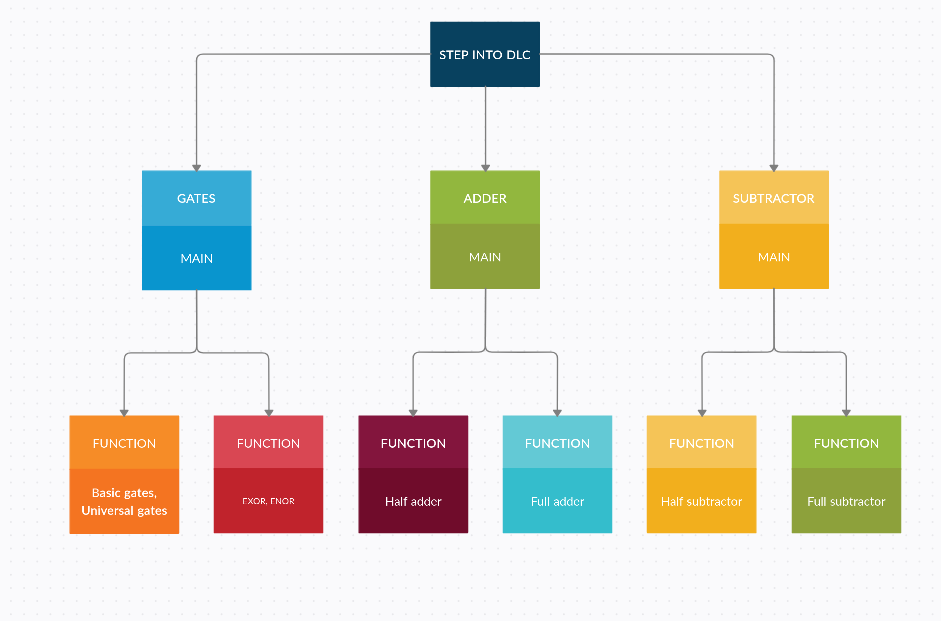 STEP INTO DLC
GATES
MAIN
ADDER
MAIN
SUBTRACTOR
MAIN
FUNCTION
Basic gates,
Universal gates
FUNCTION
EXOR, ENOR
FUNCTION
Half adder
FUNCTION
Full adder
FUNCTION
Half subtractor
FUNCTION
Full subtractor